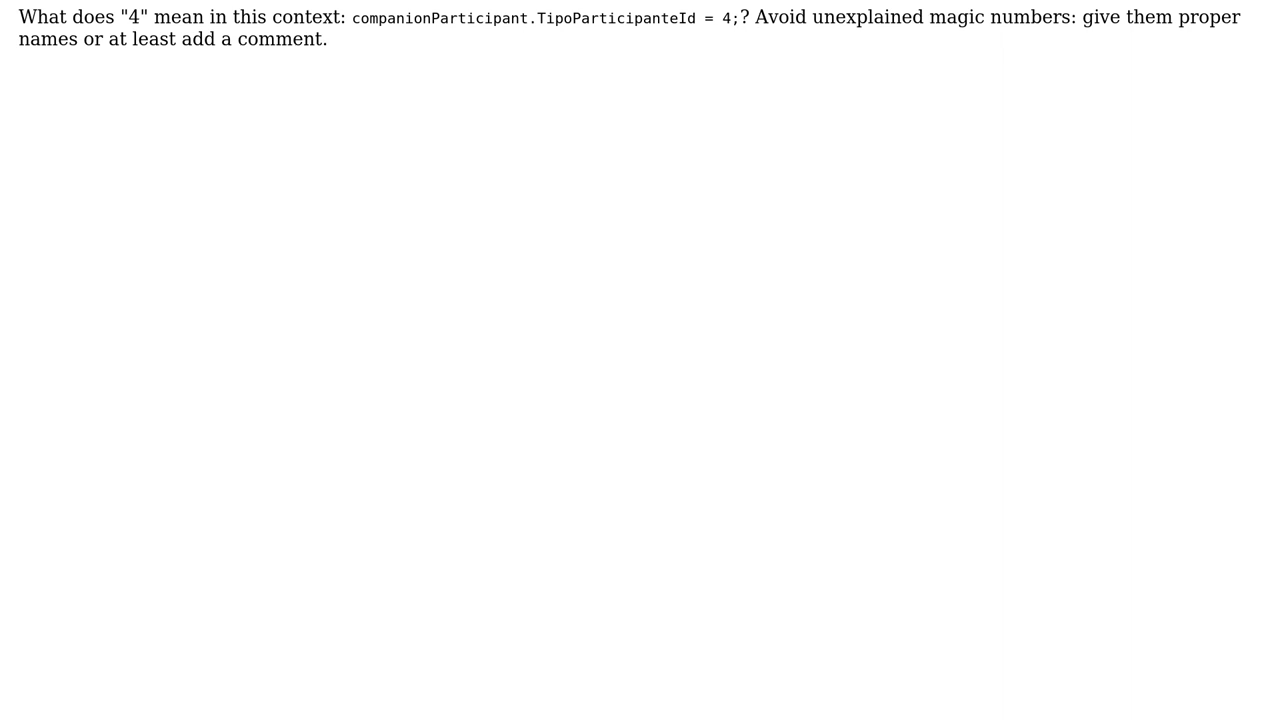 What does "4" mean in this context: companionParticipant.TipoParticipanteId = 4;? Avoid unexplained magic numbers: give them proper
names or at least add a comment.